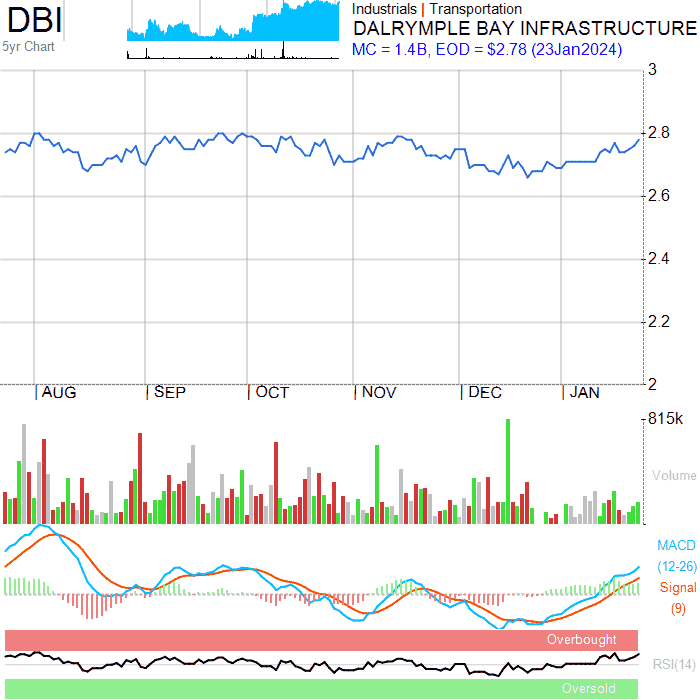 DBI
5yr Chart
Industrials | Transportation
DALRYMPLE BAY INFRASTRUCTURE
MC = 1.4B, EOD = $2.78 (23Jan2024)
3
2.8
2.6
2.4
2.2
2
AUG SEP OCT NOV DEC JAN
815k
Volume
MACD
(12-26)
Signal
(9)
Overbought
RSI(14)
Oversold